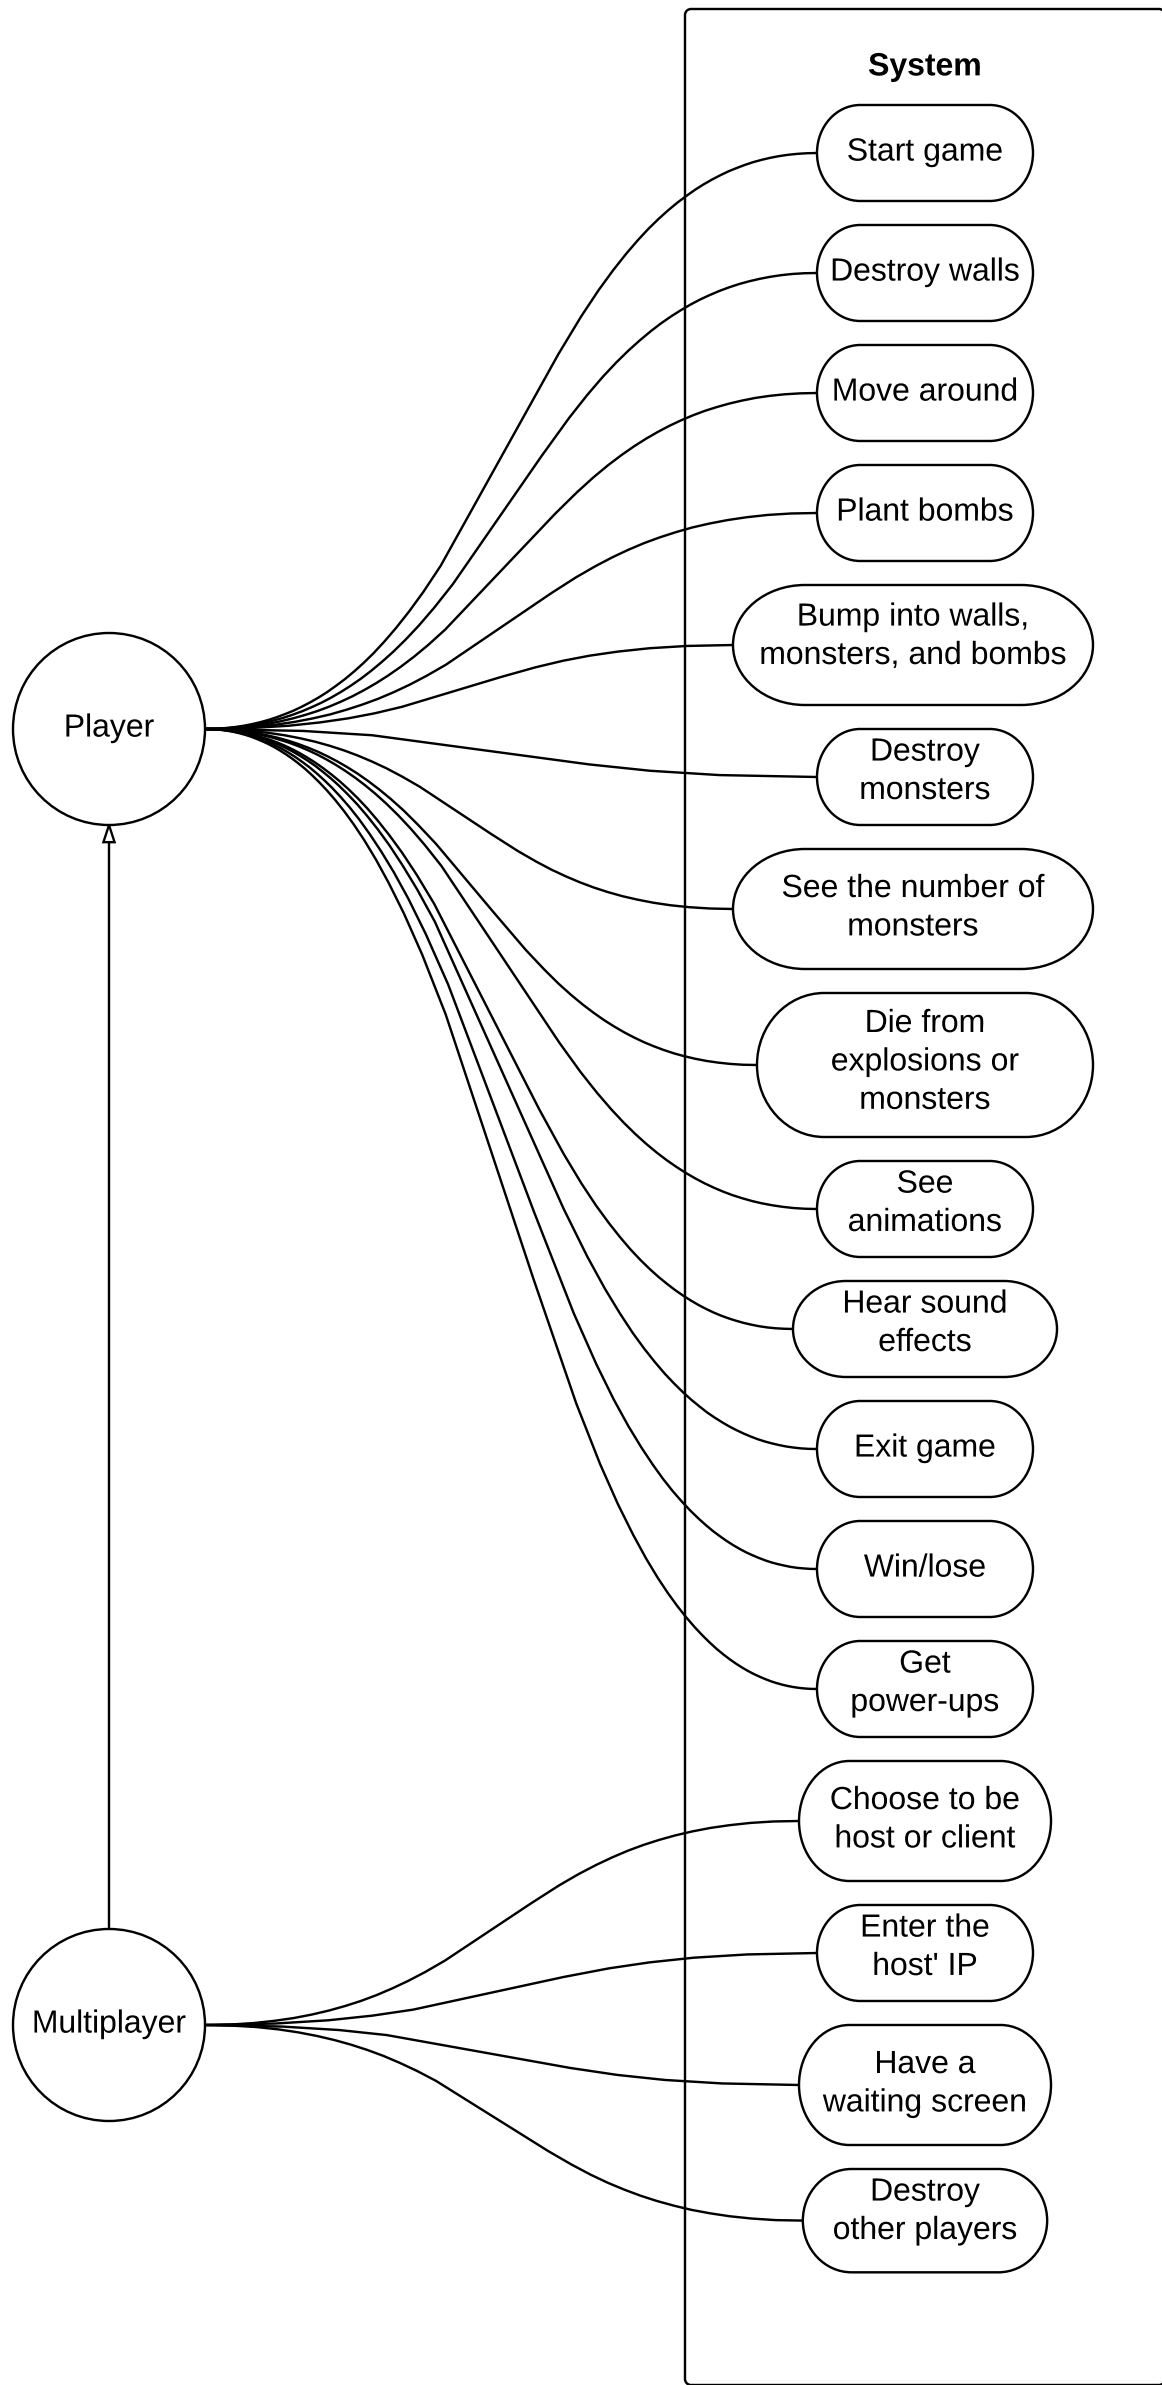 System
Start game
Destroy walls
Move around
Plant bombs
Bump into walls,
monsters, and bombs
Player
Destroy
monsters
See the number of
monsters
Die from
explosions or
monsters
See
animations
Hear sound
effects
Exit game
Win/lose
Get
power-ups
Choose to be
host or client
Enter the
host' IP
Multiplayer
Have a
waiting screen
Destroy
other players